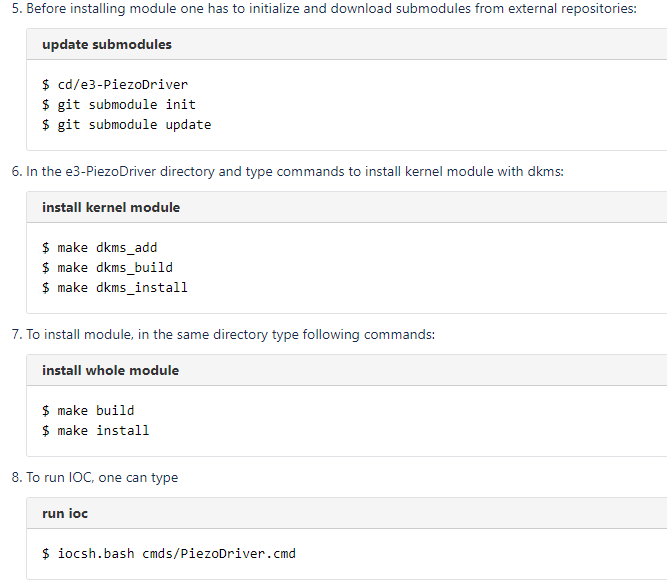 5. Before installing module one has to initialize and download submodules from external repositories:
update submodules
$ cd/e3-PiezoDriver
$ git submodule init
$ git submodule update
6. In the e3-PiezoDriver directory and type commands to install kernel module with dkms:
install kernel module
$ make dkms_add
$ make dkms_build
$ make dkms_install
7. To install module, in the same directory type following commands:
install whole module
$ make build
$ make install
8. To run IOC, one can type
run ioc
$ iocsh.bash cmds/PiezoDriver.cmd